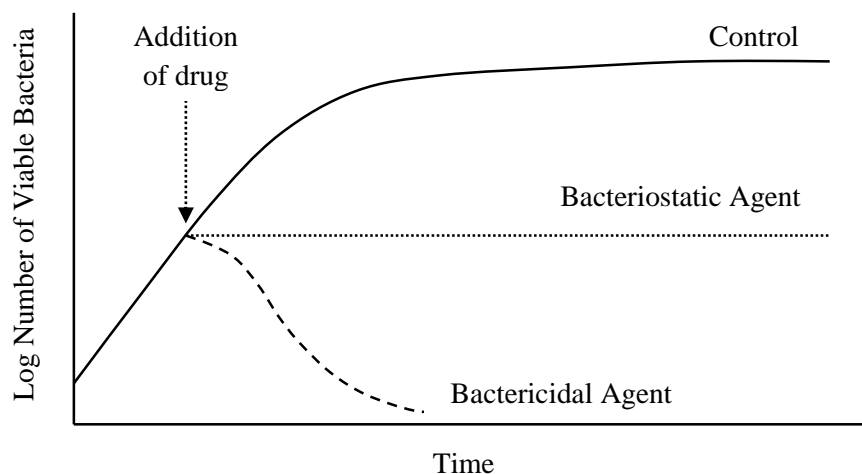 Addition
of drug
Control
Bacteriostatic Agent
Bactericidal Agent
Log Number of Viable Bacteria
Time